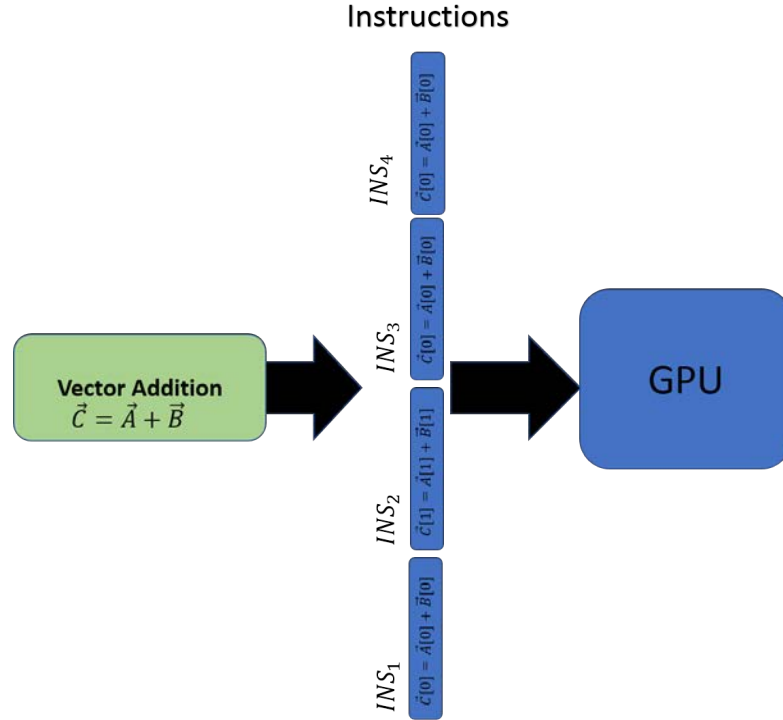 Instructions
INS₄
C⃗[0] = A⃗[0] + B⃗[0]
INS₃
C⃗[0] = A⃗[0] + B⃗[0]
Vector Addition
C⃗ = A⃗ + B⃗
GPU
INS₂
C⃗[1] = A⃗[1] + B⃗[1]
INS₁
C⃗[0] = A⃗[0] + B⃗[0]